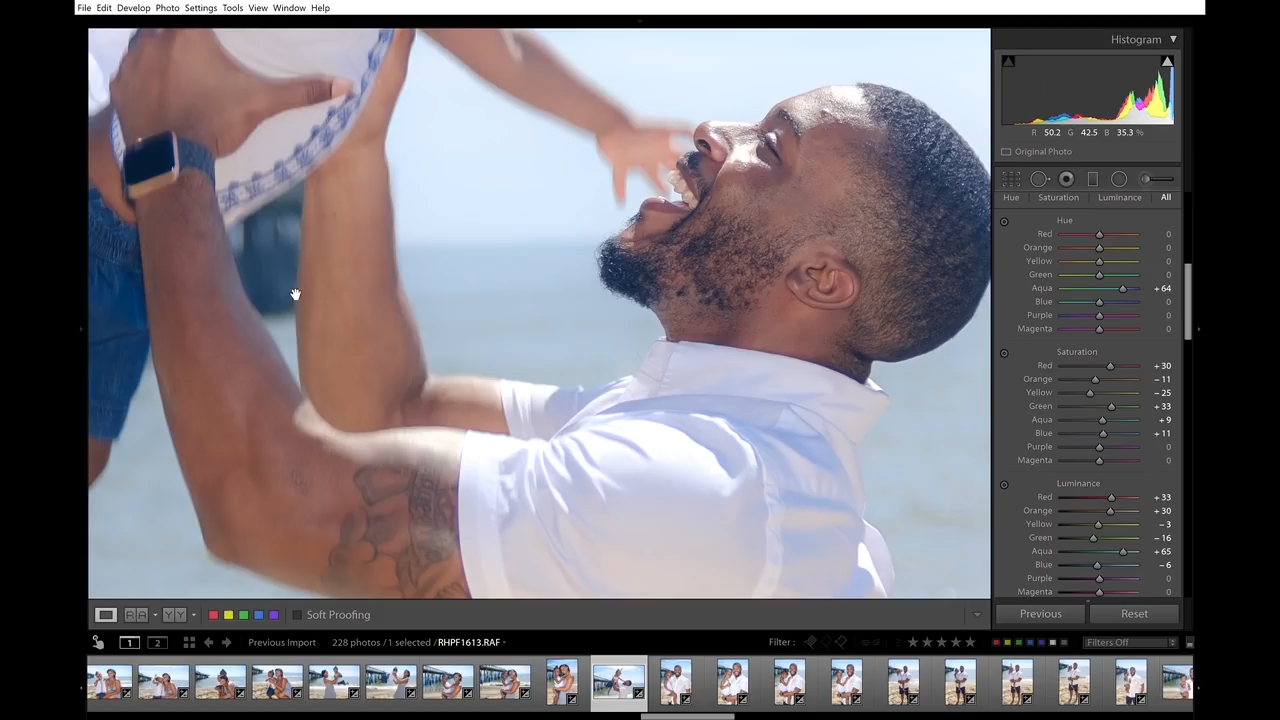 File Edit Develop Photo Settings Tools View Window Help
Histogram
R 50.2 G 42.5 B 35.3 %
Original Photo
Hue Saturation Luminance All
Hue
Red 0
Orange 0
Yellow 0
Green 0
Aqua + 64
Blue 0
Purple 0
Magenta 0
Saturation
Red + 30
Orange − 11
Yellow − 25
Green + 33
Aqua + 9
Blue + 11
Purple 0
Magenta 0
Luminance
Red + 33
Orange + 30
Yellow − 3
Green − 16
Aqua + 65
Blue − 6
Purple 0
Magenta 0
Soft Proofing
Previous Reset
1 2 Previous Import 228 photos / 1 selected / RHPF1613.RAF Filter : Filters Off